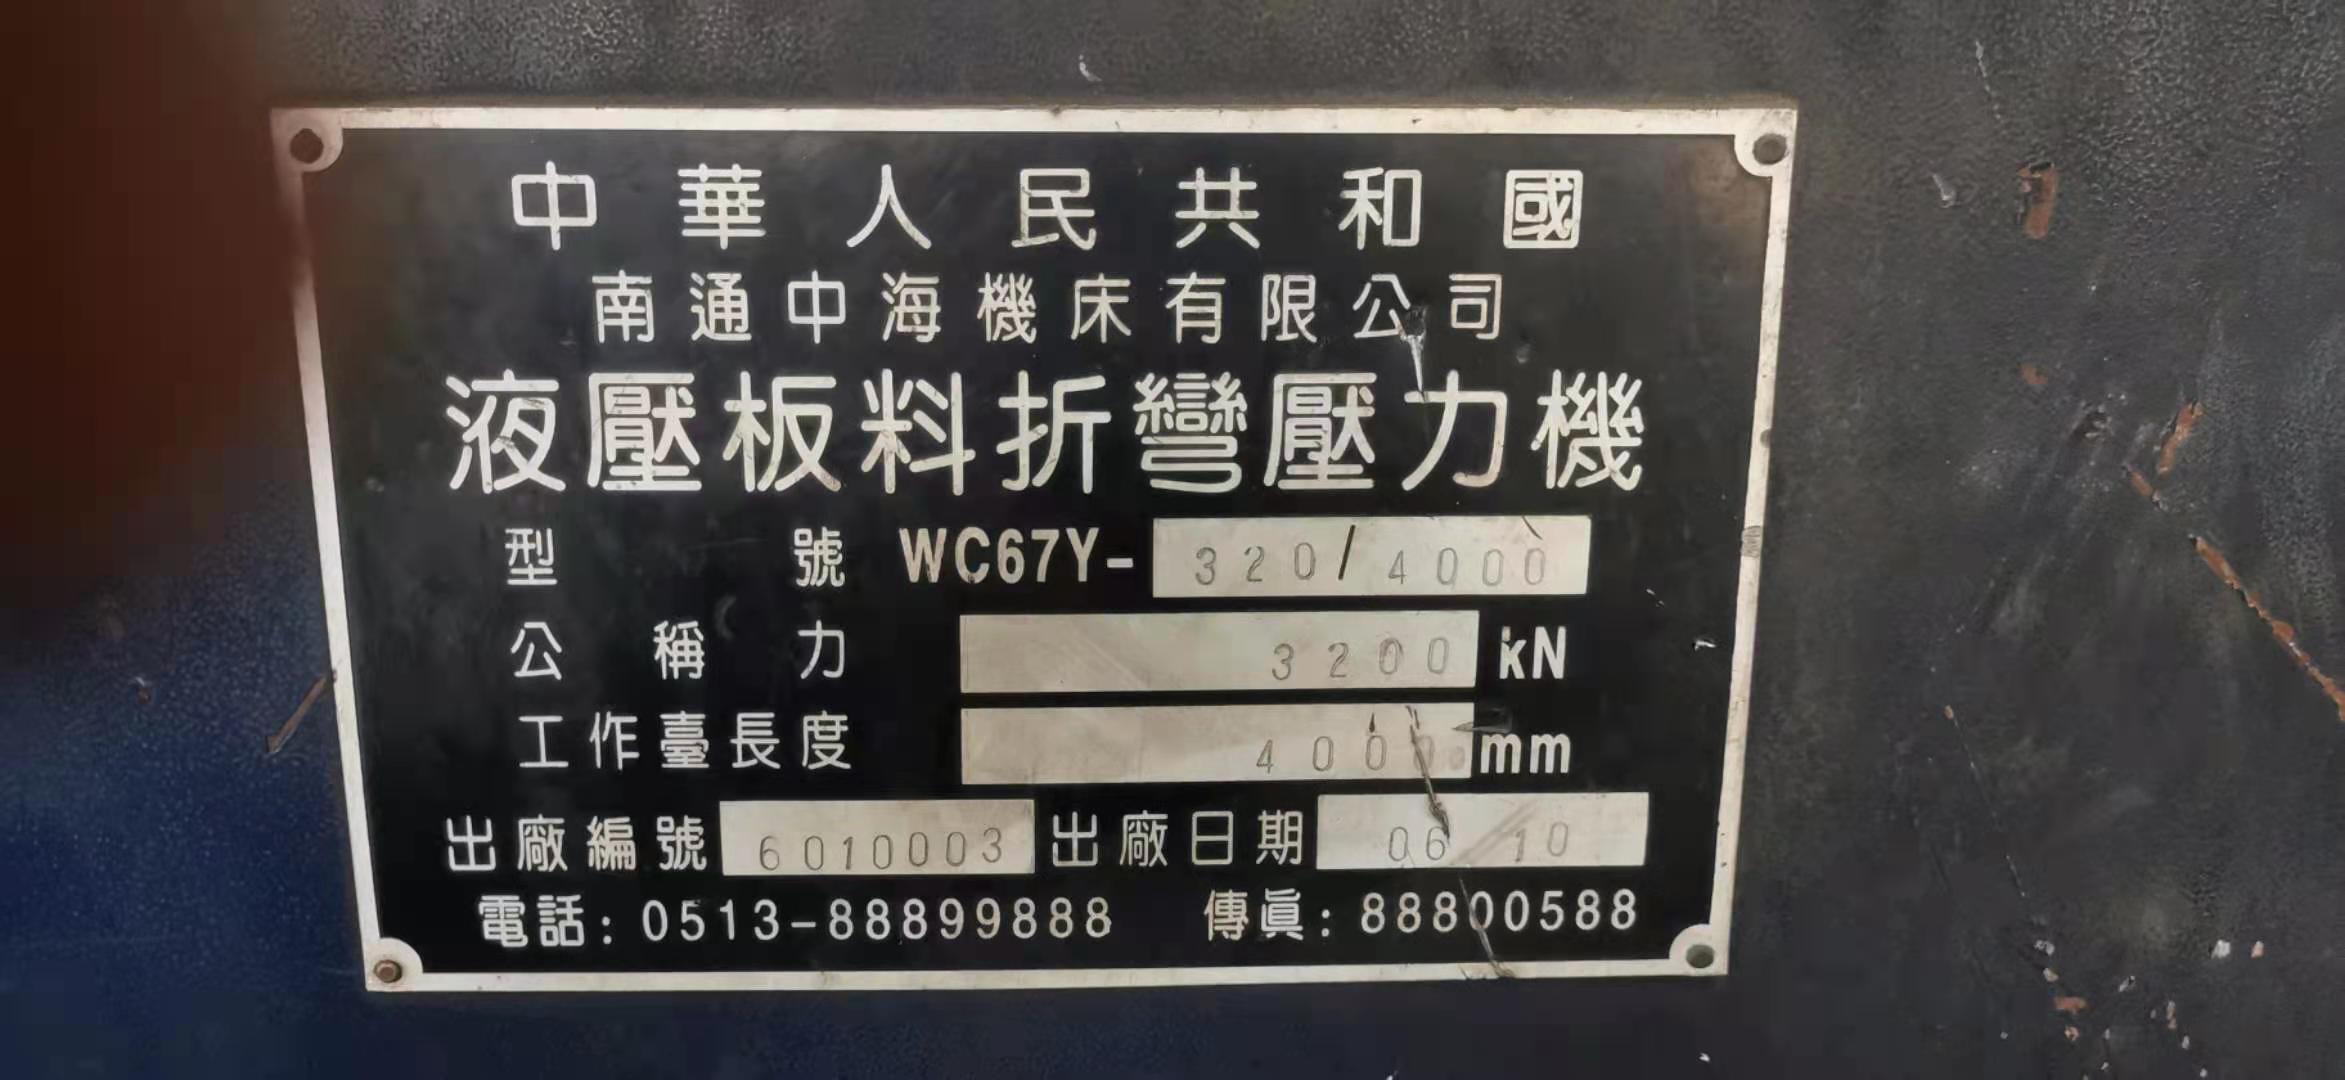 中華人民共和國
南通中海機床有限公司
液壓板料折彎壓力機
型號 WC67Y-320/4000
公稱力 3200 kN
工作臺長度 4000 mm
出廠編號 6010003 出廠日期 06 10
電話: 0513-88899888 傳眞: 88800588